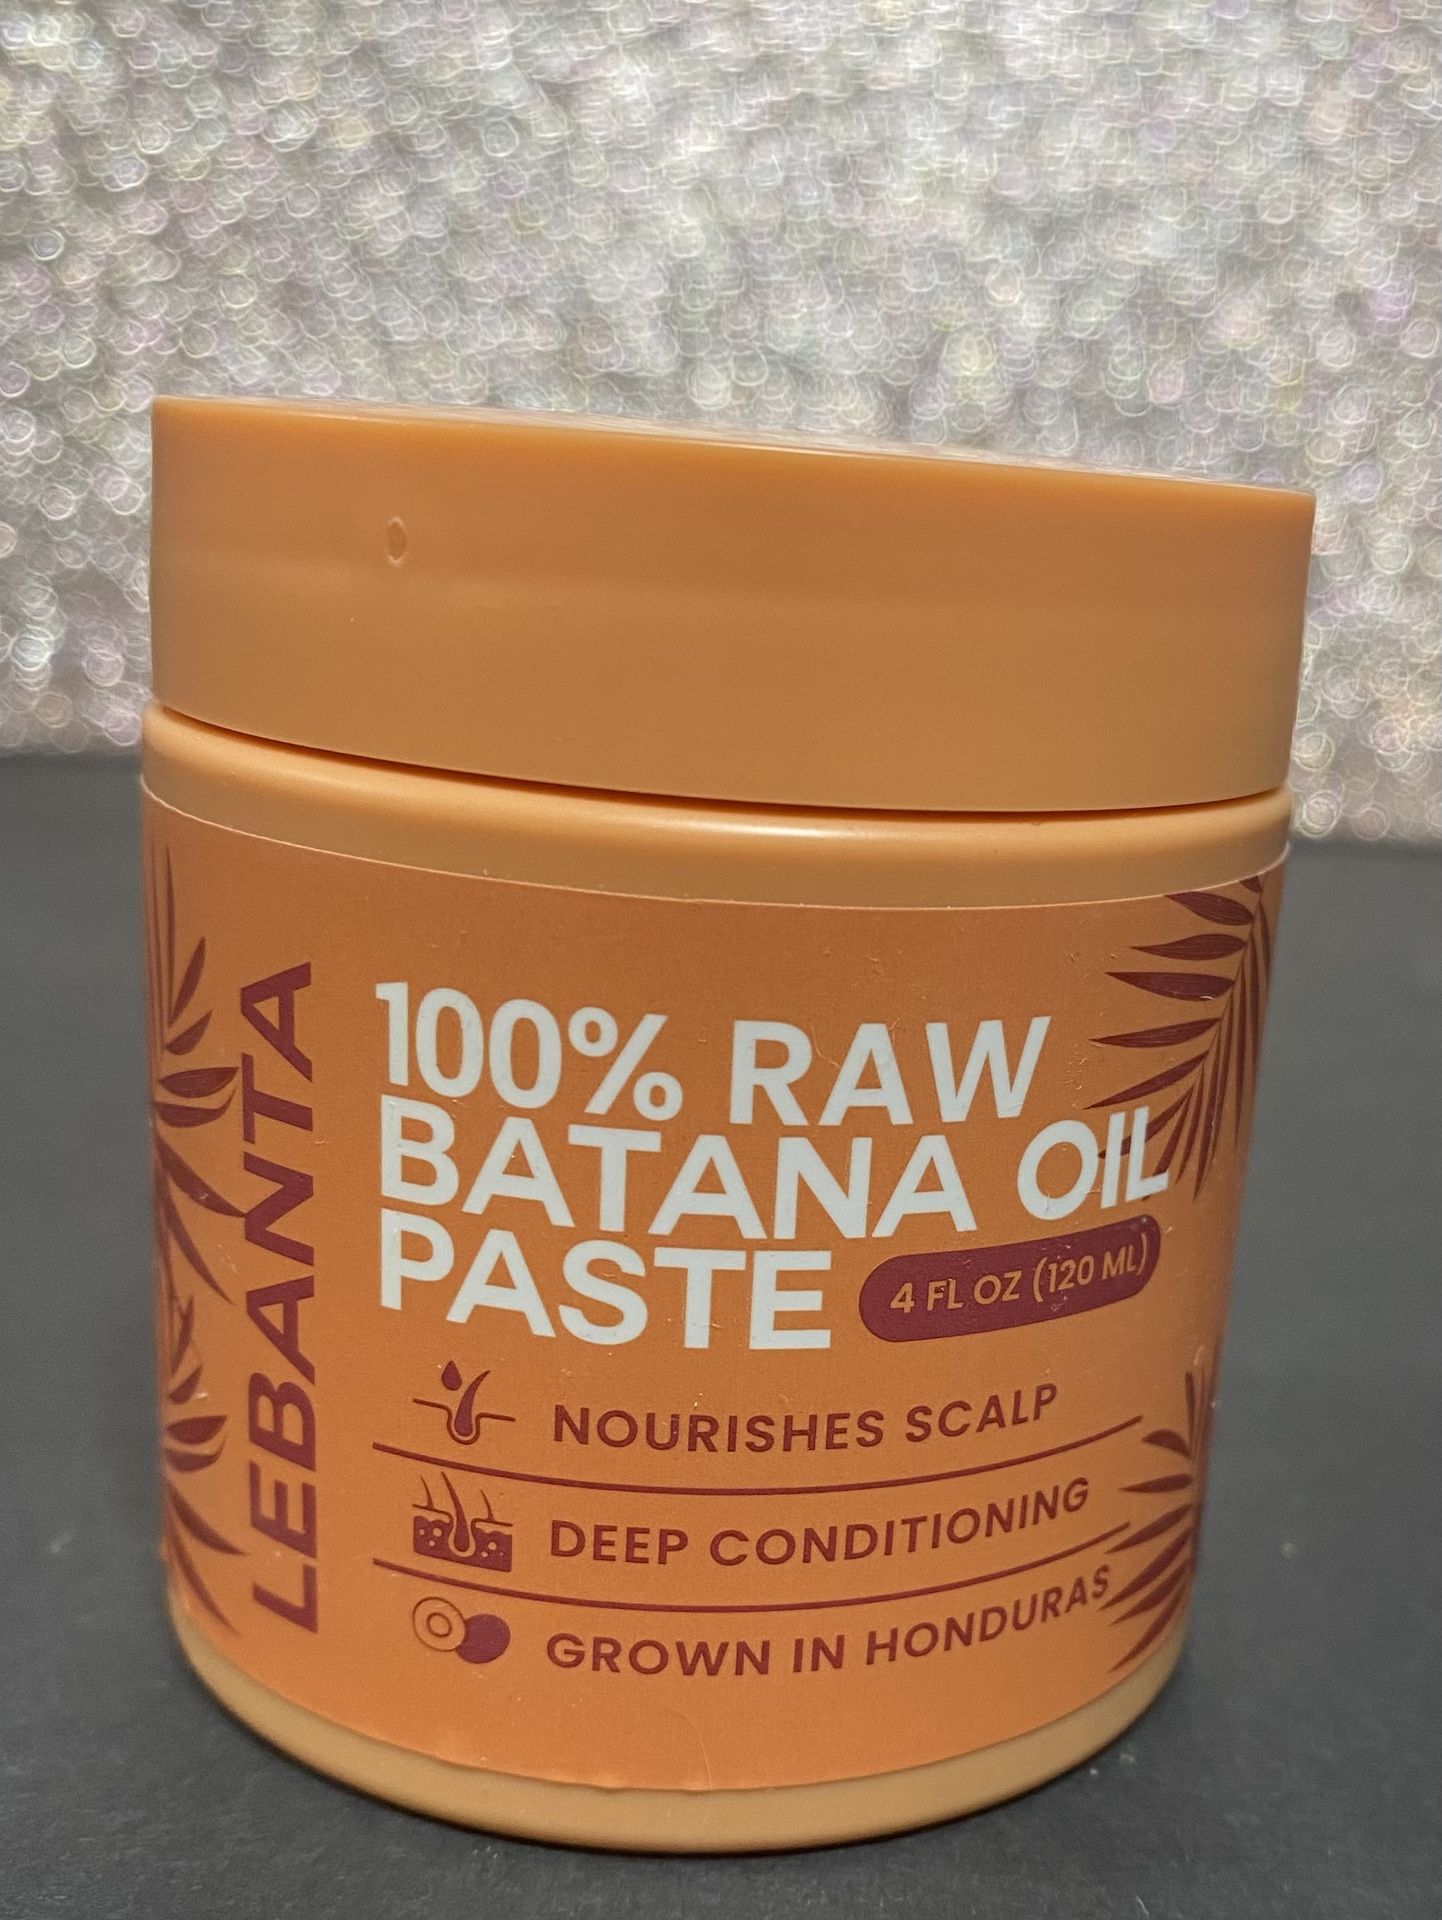 LEBANTA
100% RAW
BATANA OIL
PASTE
4 FL OZ (120 ML)
NOURISHES SCALP
DEEP CONDITIONING
GROWN IN HONDURAS